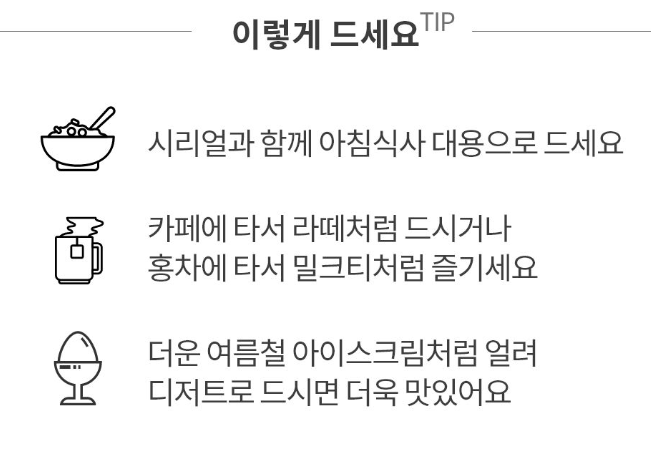 이렇게 드세요TIP
시리얼과 함께 아침식사 대용으로 드세요
카페에 타서 라떼처럼 드시거나
홍차에 타서 밀크티처럼 즐기세요
더운 여름철 아이스크림처럼 얼려
디저트로 드시면 더욱 맛있어요